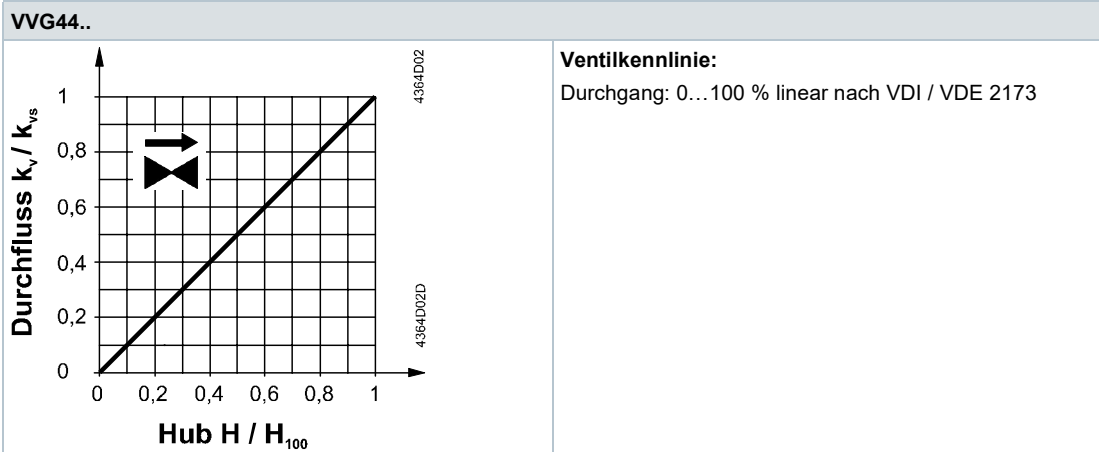 VVG44..
Ventilkennlinie:
Durchgang: 0…100 % linear nach VDI / VDE 2173
4364D02
4364D02D
Durchfluss kv / kvs
1
0,8
0,6
0,4
0,2
0
0 0,2 0,4 0,6 0,8 1
Hub H / H100